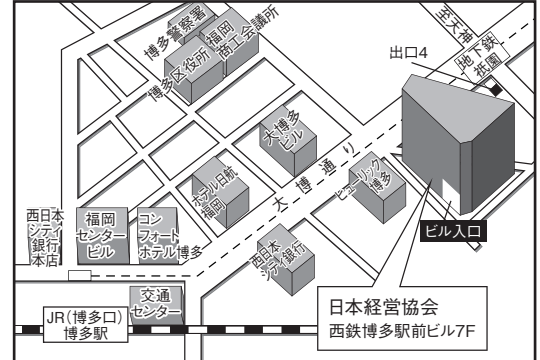 博多警察署
福岡
商工会議所
博多区役所
至天神
地下鉄
祇園
出口4
大博多
ビル
大博通り
ヒューリック
博多
ホテル日航
福岡
西日本
シティ
銀行
本店
福岡
センター
ビル
コン
フォート
ホテル博多
西日本
シティ銀行
ビル入口
交通
センター
JR（博多口）
博多駅
日本経営協会
西鉄博多駅前ビル7F